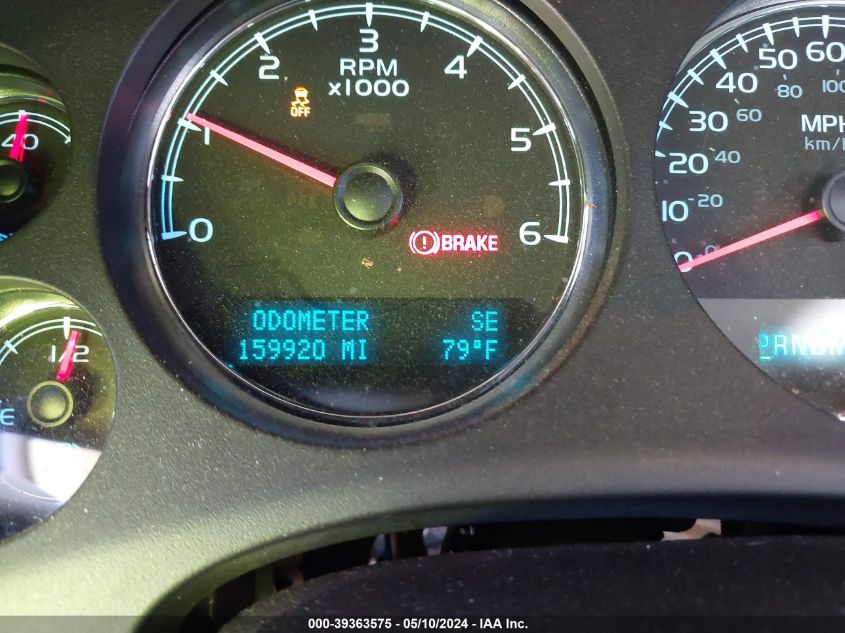 40
1/2
E
0
1
2
3
4
5
6
RPM
x1000
OFF
BRAKE
ODOMETER SE
159920 MI 79°F
0
10
20
30
40
50
60
0
20
40
60
80
100
MPH
km/
PRNDM
000-39363575 - 05/10/2024 - IAA Inc.